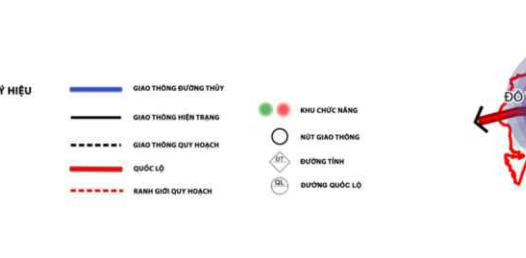 Ý HIỆU
GIAO THÔNG ĐƯỜNG THỦY
GIAO THÔNG HIỆN TRẠNG
GIAO THÔNG QUY HOẠCH
QUỐC LỘ
RANH GIỚI QUY HOẠCH
KHU CHỨC NĂNG
NÚT GIAO THÔNG
ĐT ĐƯỜNG TỈNH
QL ĐƯỜNG QUỐC LỘ
ĐÔ